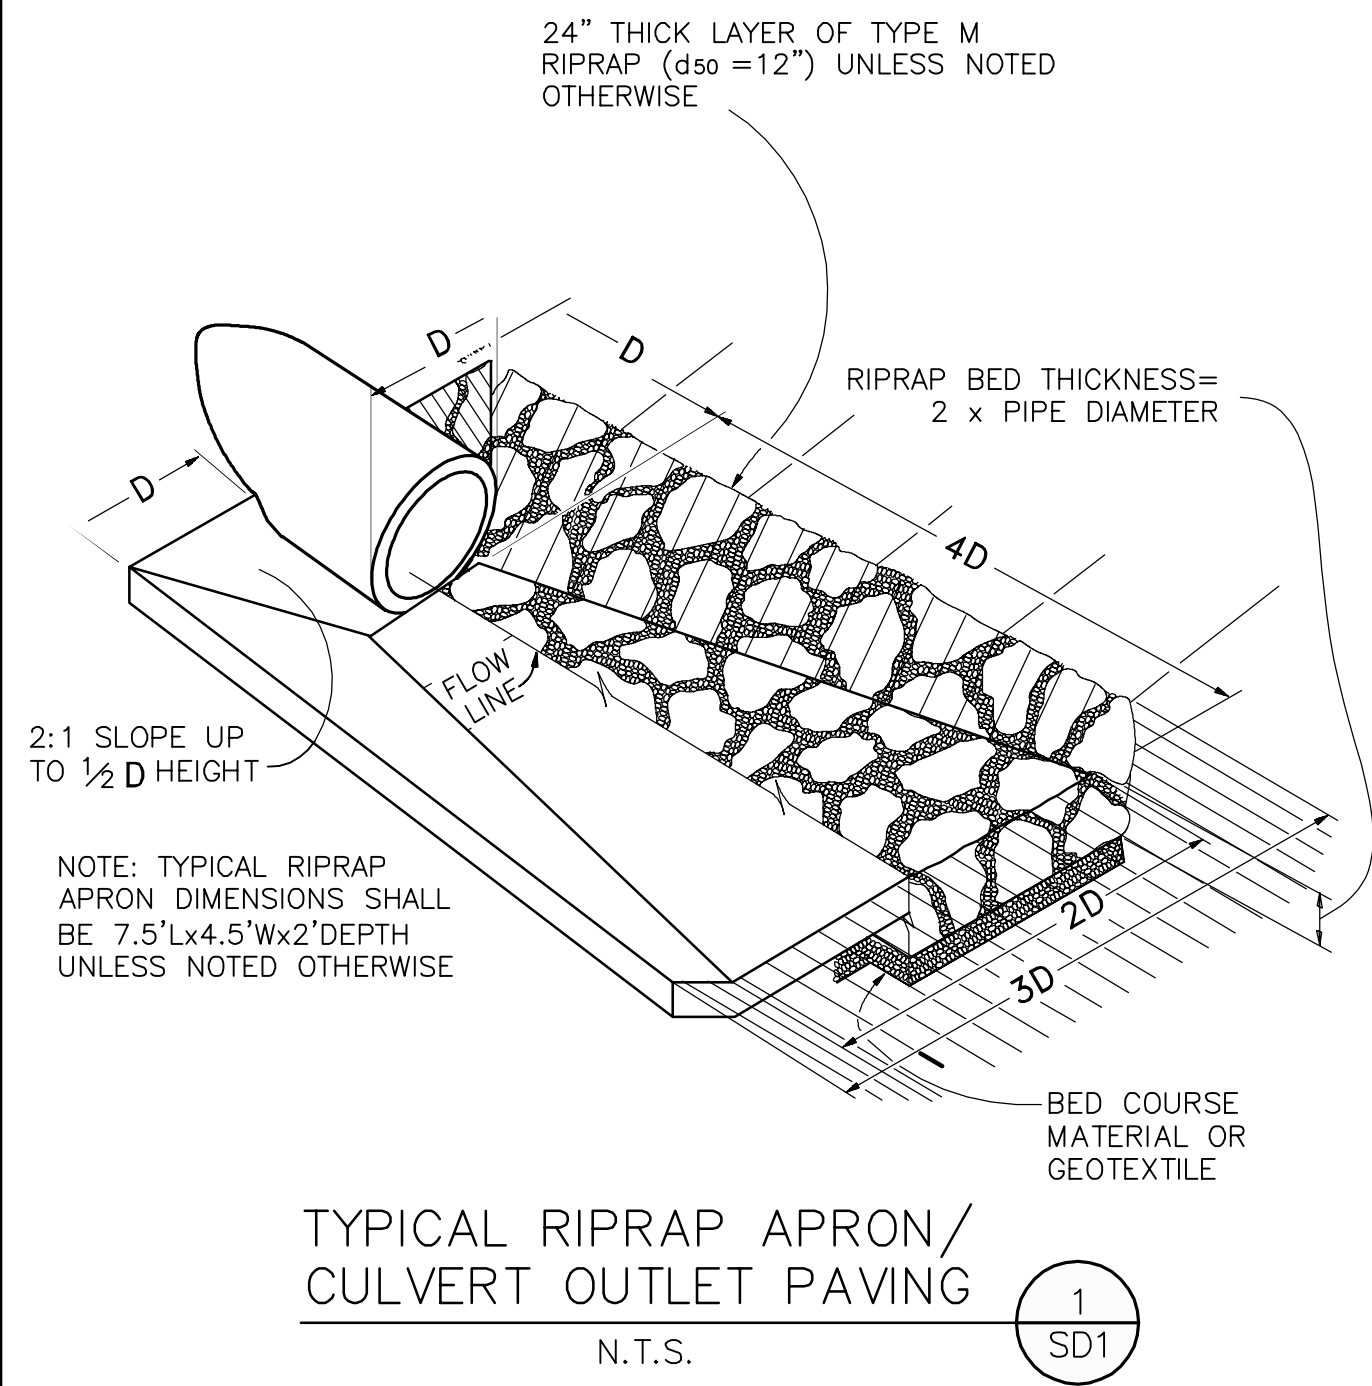 24” THICK LAYER OF TYPE M
RIPRAP (d50 =12”) UNLESS NOTED
OTHERWISE
D
D
RIPRAP BED THICKNESS=
2 x PIPE DIAMETER
D
4D
FLOW
LINE
2:1 SLOPE UP
TO ½ D HEIGHT
NOTE: TYPICAL RIPRAP
APRON DIMENSIONS SHALL
BE 7.5’Lx4.5’Wx2’DEPTH
UNLESS NOTED OTHERWISE
2D
3D
BED COURSE
MATERIAL OR
GEOTEXTILE
TYPICAL RIPRAP APRON/
CULVERT OUTLET PAVING
N.T.S.
1
SD1